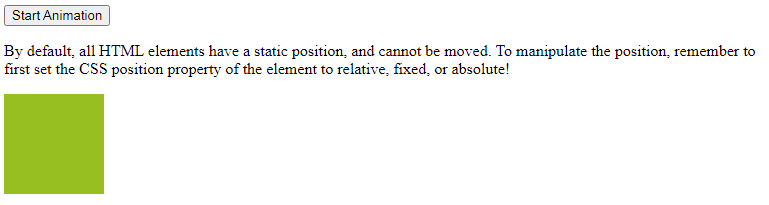 Start Animation
By default, all HTML elements have a static position, and cannot be moved. To manipulate the position, remember to
first set the CSS position property of the element to relative, fixed, or absolute!